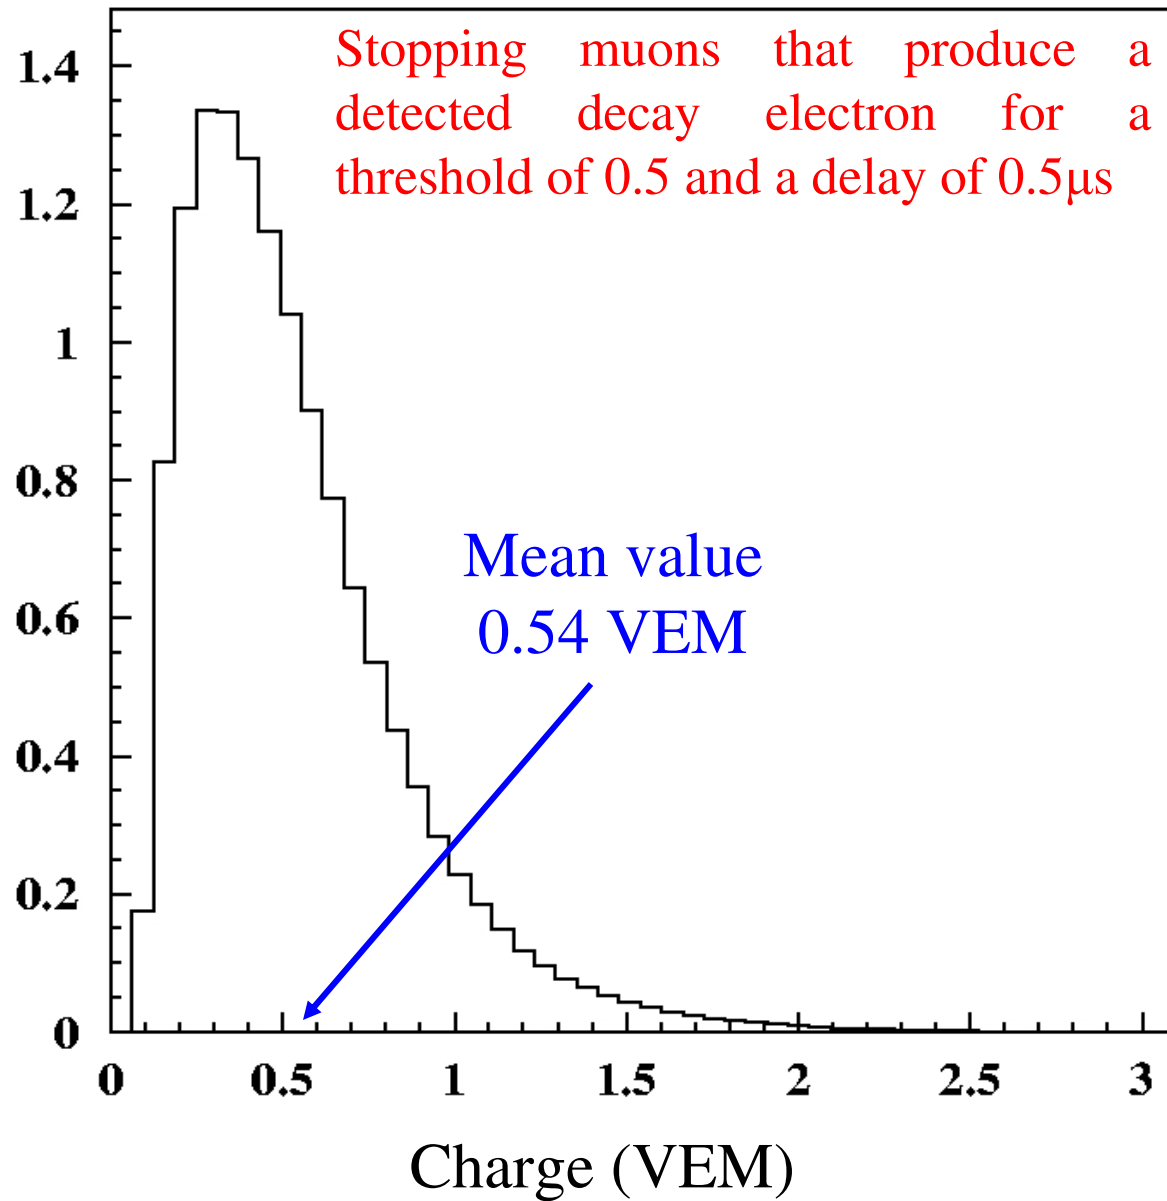 1.4
Stopping muons that produce a
detected decay electron for a
threshold of 0.5 and a delay of 0.5μs
1.2
1
0.8
Mean value
0.54 VEM
0.6
0.4
0.2
0
0 0.5 1 1.5 2 2.5 3
Charge (VEM)